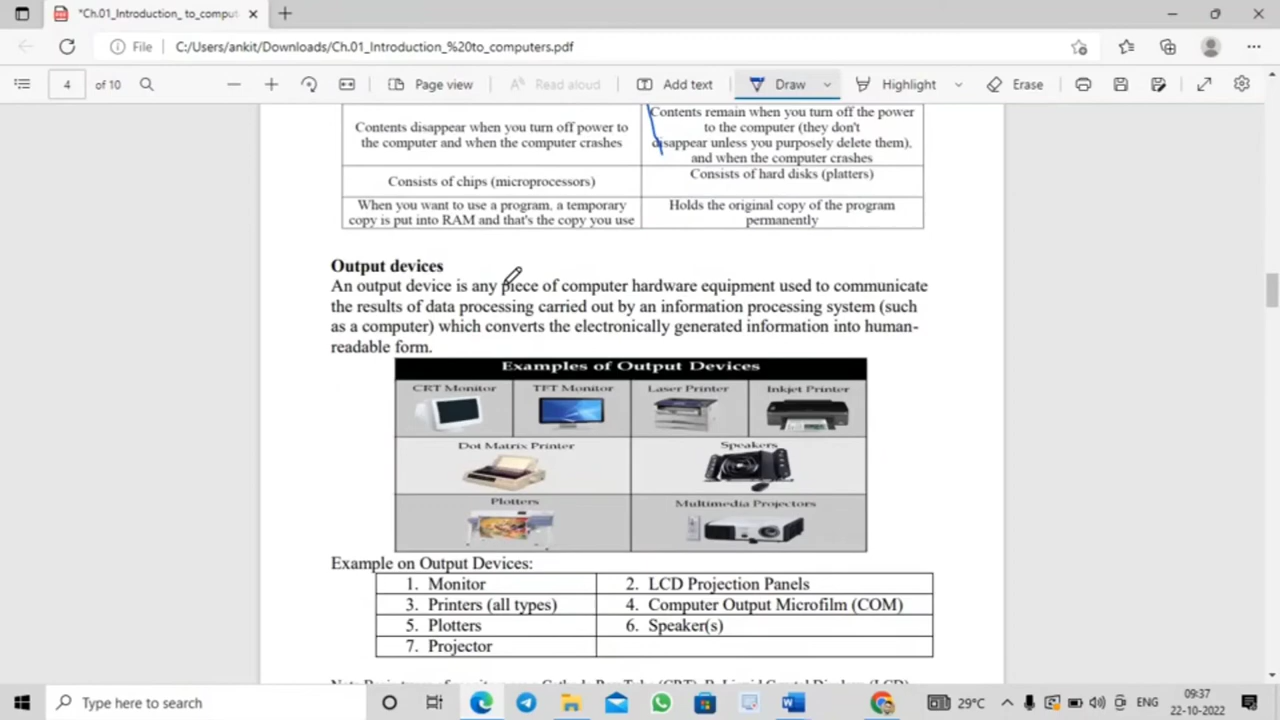 *Ch.01_Introduction_ to_comput
File
C:/Users/ankit/Downloads/Ch.01_Introduction_%20to_computers.pdf
4 of 10
Page view
Read aloud
Add text
Draw
Highlight
Erase
Contents disappear when you turn off power to
the computer and when the computer crashes
Contents remain when you turn off the power
to the computer (they don't
disappear unless you purposely delete them),
and when the computer crashes
Consists of chips (microprocessors)
Consists of hard disks (platters)
When you want to use a program, a temporary
copy is put into RAM and that's the copy you use
Holds the original copy of the program
permanently
Output devices
An output device is any piece of computer hardware equipment used to communicate
the results of data processing carried out by an information processing system (such
as a computer) which converts the electronically generated information into human-
readable form.
Examples of Output Devices
CRT Monitor
TFT Monitor
Laser Printer
Inkjet Printer
Dot Matrix Printer
Speakers
Plotters
Multimedia Projectors
Example on Output Devices:
1. Monitor
2. LCD Projection Panels
3. Printers (all types)
4. Computer Output Microfilm (COM)
5. Plotters
6. Speaker(s)
7. Projector
Type here to search
29°C
ENG
09:37
22-10-2022